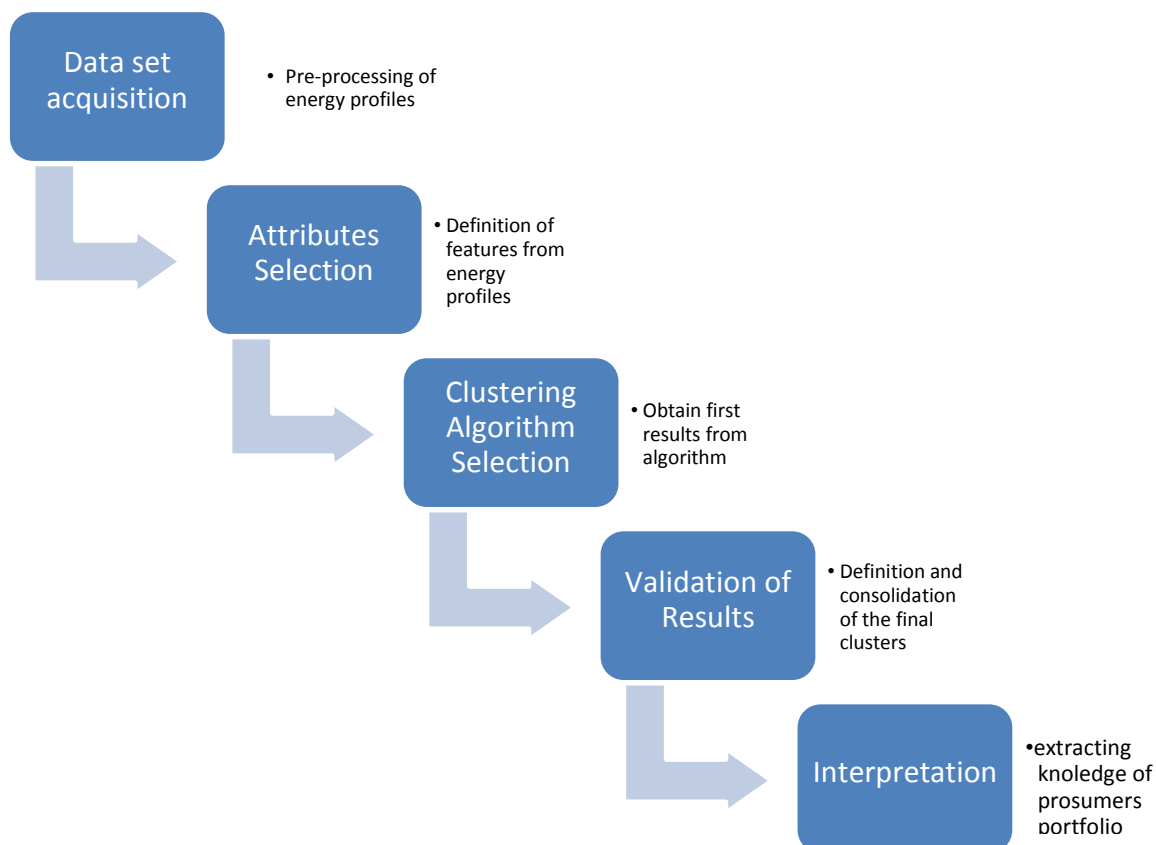 Data set
acquisition
• Pre-processing of
energy profiles
Attributes
Selection
• Definition of
features from
energy
profiles
Clustering
Algorithm
Selection
• Obtain first
results from
algorithm
Validation of
Results
• Definition and
consolidation
of the final
clusters
Interpretation
•extracting
knoledge of
prosumers
portfolio